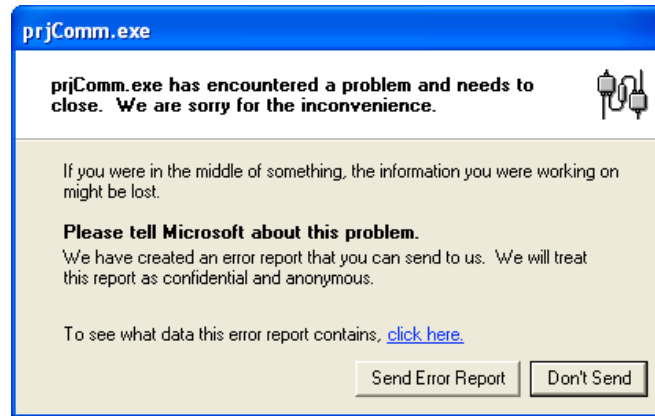 prjComm.exe
prjComm.exe has encountered a problem and needs to
close.  We are sorry for the inconvenience.
If you were in the middle of something, the information you were working on
might be lost.
Please tell Microsoft about this problem.
We have created an error report that you can send to us.  We will treat
this report as confidential and anonymous.
To see what data this error report contains, click here.
Send Error Report
Don't Send